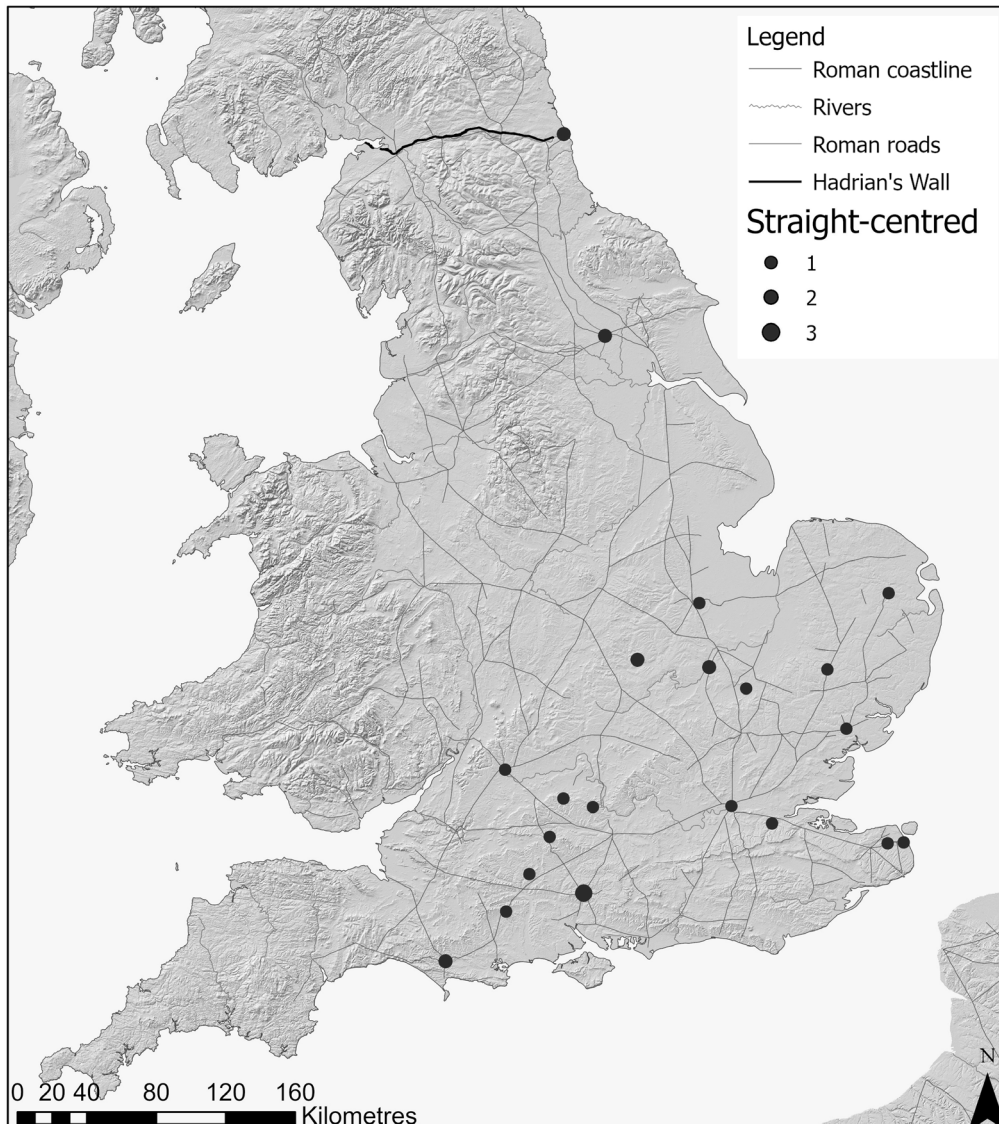 Legend
Roman coastline
Rivers
Roman roads
Hadrian's Wall
Straight-centred
1
2
3
N
0 20 40 80 120 160
Kilometres